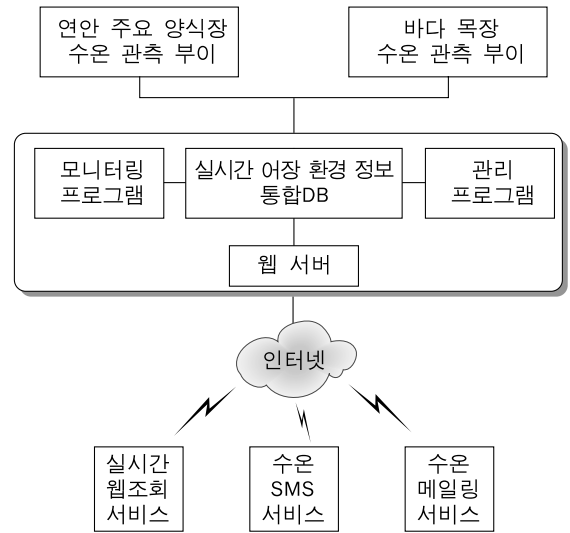 연안 주요 양식장
수온 관측 부이
바다 목장
수온 관측 부이
모니터링
프로그램
실시간 어장 환경 정보
통합DB
관리
프로그램
웹 서버
인터넷
실시간
웹조회
서비스
수온
SMS
서비스
수온
메일링
서비스